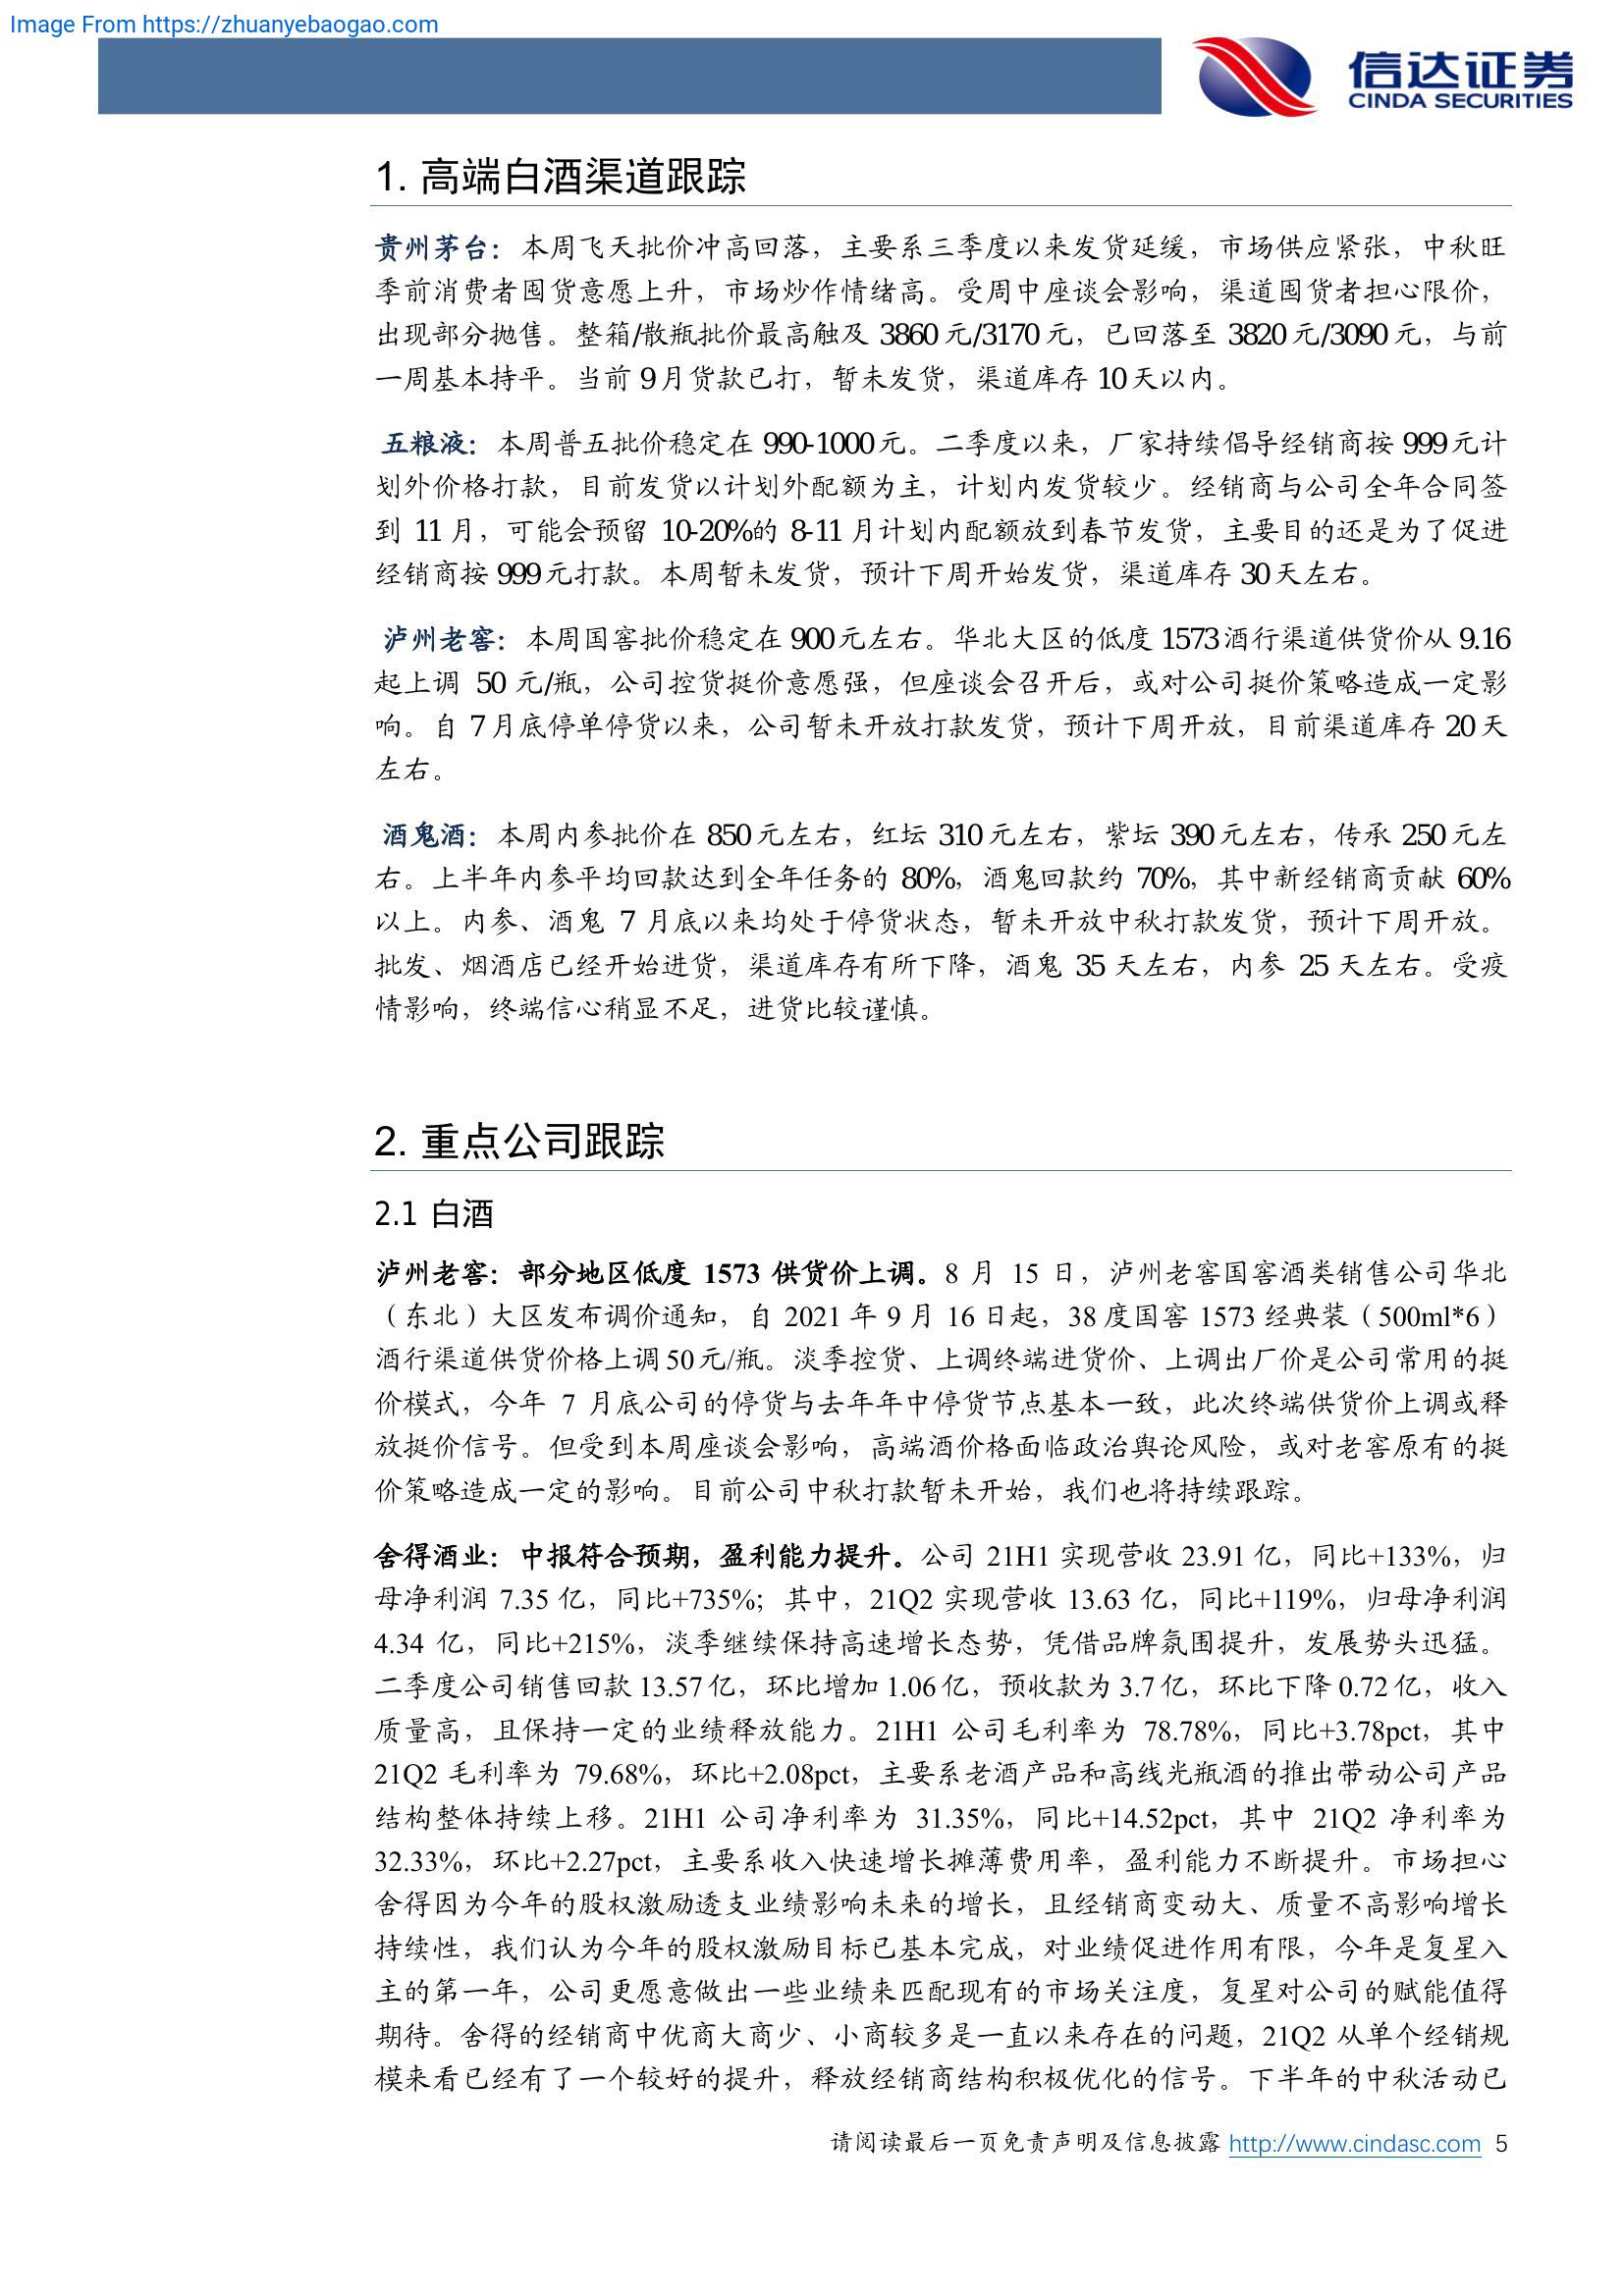 Image From https://zhuanyebaogao.com
信达证券
CINDA SECURITIES
1. 高端白酒渠道跟踪
贵州茅台：本周飞天批价冲高回落，主要系三季度以来发货延缓，市场供应紧张，中秋旺
季前消费者囤货意愿上升，市场炒作情绪高。受周中座谈会影响，渠道囤货者担心限价，
出现部分抛售。整箱/散瓶批价最高触及 3860 元/3170 元，已回落至 3820 元/3090 元，与前
一周基本持平。当前 9 月货款已打，暂未发货，渠道库存 10 天以内。
五粮液：本周普五批价稳定在 990-1000 元。二季度以来，厂家持续倡导经销商按 999 元计
划外价格打款，目前发货以计划外配额为主，计划内发货较少。经销商与公司全年合同签
到 11 月，可能会预留 10-20%的 8-11 月计划内配额放到春节发货，主要目的还是为了促进
经销商按 999 元打款。本周暂未发货，预计下周开始发货，渠道库存 30 天左右。
泸州老窖：本周国窖批价稳定在 900 元左右。华北大区的低度 1573 酒行渠道供货价从 9.16
起上调 50 元/瓶，公司控货挺价意愿强，但座谈会召开后，或对公司挺价策略造成一定影
响。自 7 月底停单停货以来，公司暂未开放打款发货，预计下周开放，目前渠道库存 20 天
左右。
酒鬼酒：本周内参批价在 850 元左右，红坛 310 元左右，紫坛 390 元左右，传承 250 元左
右。上半年内参平均回款达到全年任务的 80%，酒鬼回款约 70%，其中新经销商贡献 60%
以上。内参、酒鬼 7 月底以来均处于停货状态，暂未开放中秋打款发货，预计下周开放。
批发、烟酒店已经开始进货，渠道库存有所下降，酒鬼 35 天左右，内参 25 天左右。受疫
情影响，终端信心稍显不足，进货比较谨慎。
2. 重点公司跟踪
2.1 白酒
泸州老窖：部分地区低度 1573 供货价上调。8 月 15 日，泸州老窖国窖酒类销售公司华北
（东北）大区发布调价通知，自 2021 年 9 月 16 日起，38 度国窖 1573 经典装（500ml*6）
酒行渠道供货价格上调 50 元/瓶。淡季控货、上调终端进货价、上调出厂价是公司常用的挺
价模式，今年 7 月底公司的停货与去年年中停货节点基本一致，此次终端供货价上调或释
放挺价信号。但受到本周座谈会影响，高端酒价格面临政治舆论风险，或对老窖原有的挺
价策略造成一定的影响。目前公司中秋打款暂未开始，我们也将持续跟踪。
舍得酒业：中报符合预期，盈利能力提升。公司 21H1 实现营收 23.91 亿，同比+133%，归
母净利润 7.35 亿，同比+735%；其中，21Q2 实现营收 13.63 亿，同比+119%，归母净利润
4.34 亿，同比+215%，淡季继续保持高速增长态势，凭借品牌氛围提升，发展势头迅猛。
二季度公司销售回款 13.57 亿，环比增加 1.06 亿，预收款为 3.7 亿，环比下降 0.72 亿，收入
质量高，且保持一定的业绩释放能力。21H1 公司毛利率为 78.78%，同比+3.78pct，其中
21Q2 毛利率为 79.68%，环比+2.08pct，主要系老酒产品和高线光瓶酒的推出带动公司产品
结构整体持续上移。21H1 公司净利率为 31.35%，同比+14.52pct，其中 21Q2 净利率为
32.33%，环比+2.27pct，主要系收入快速增长摊薄费用率，盈利能力不断提升。市场担心
舍得因为今年的股权激励透支业绩影响未来的增长，且经销商变动大、质量不高影响增长
持续性，我们认为今年的股权激励目标已基本完成，对业绩促进作用有限，今年是复星入
主的第一年，公司更愿意做出一些业绩来匹配现有的市场关注度，复星对公司的赋能值得
期待。舍得的经销商中优商大商少、小商较多是一直以来存在的问题，21Q2 从单个经销规
模来看已经有了一个较好的提升，释放经销商结构积极优化的信号。下半年的中秋活动已
请阅读最后一页免责声明及信息披露 http://www.cindasc.com 5